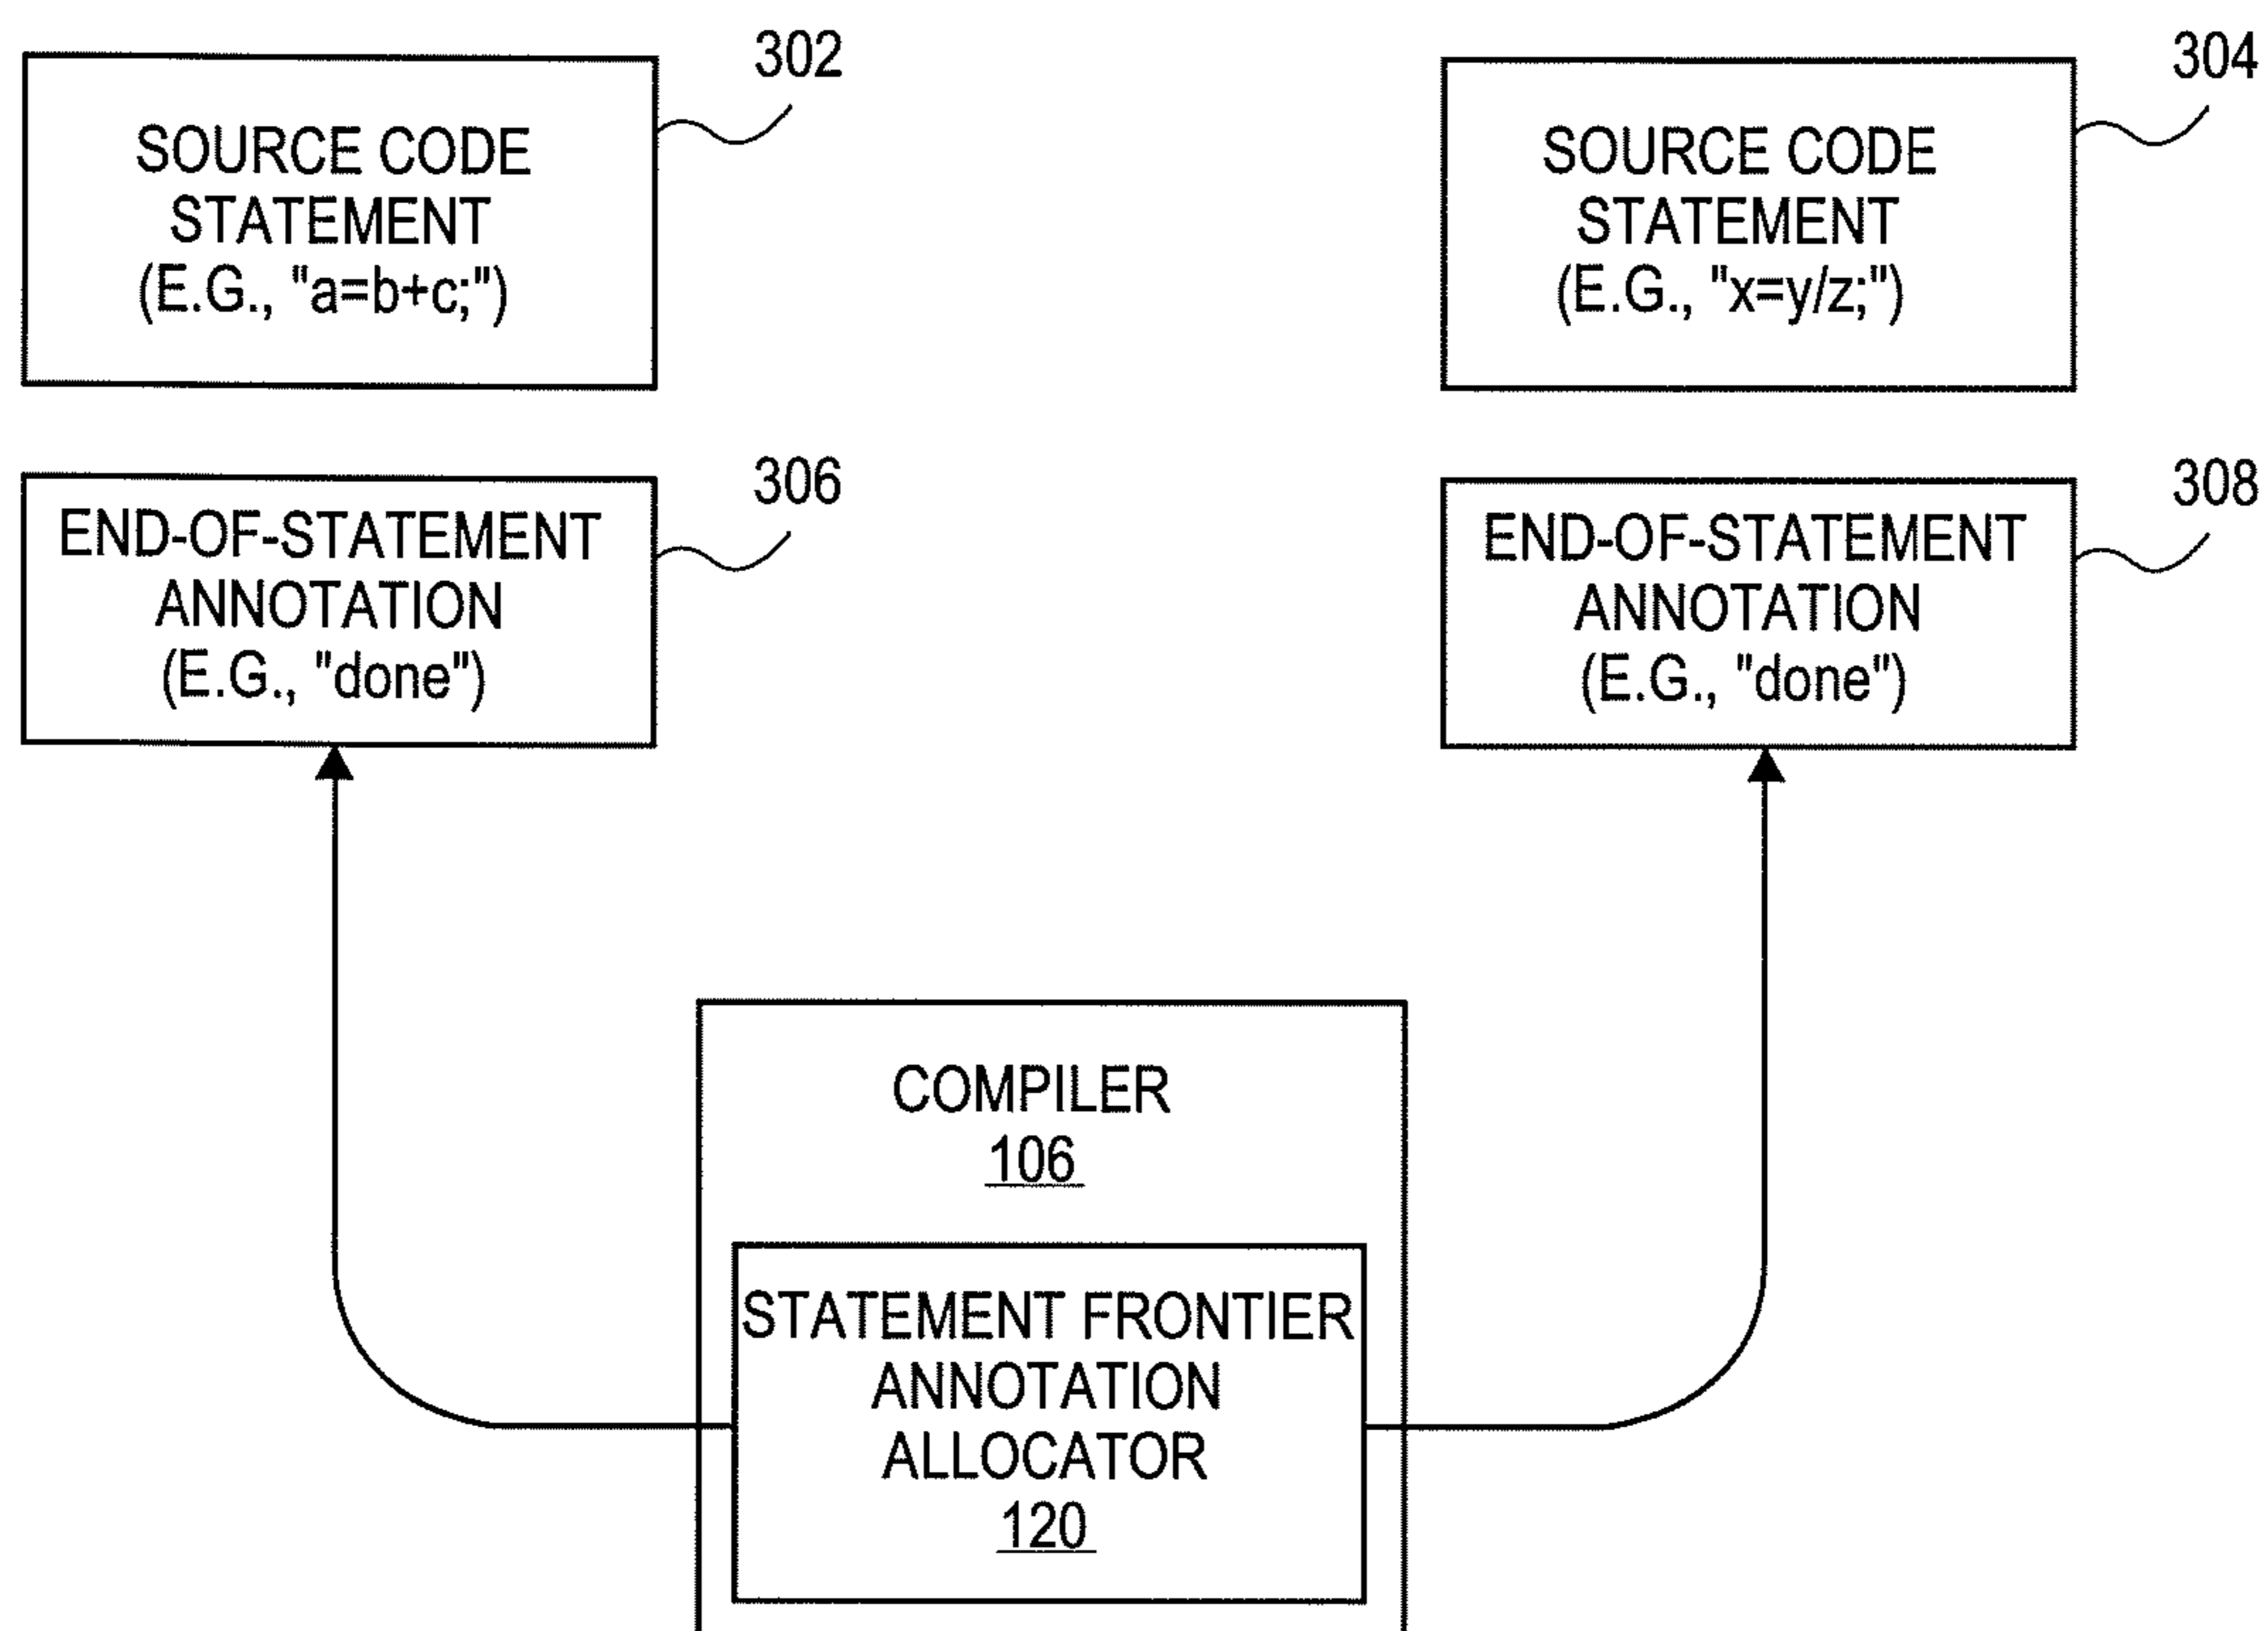 302
SOURCE CODE
STATEMENT
(E.G., "a=b+c;")
304
SOURCE CODE
STATEMENT
(E.G., "x=y/z;")
306
END-OF-STATEMENT
ANNOTATION
(E.G., "done")
308
END-OF-STATEMENT
ANNOTATION
(E.G., "done")
COMPILER
106
STATEMENT FRONTIER
ANNOTATION
ALLOCATOR
120